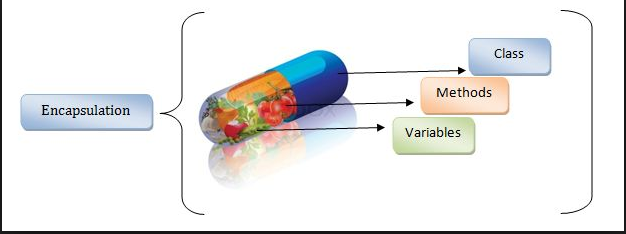 Encapsulation
Class
Methods
Variables